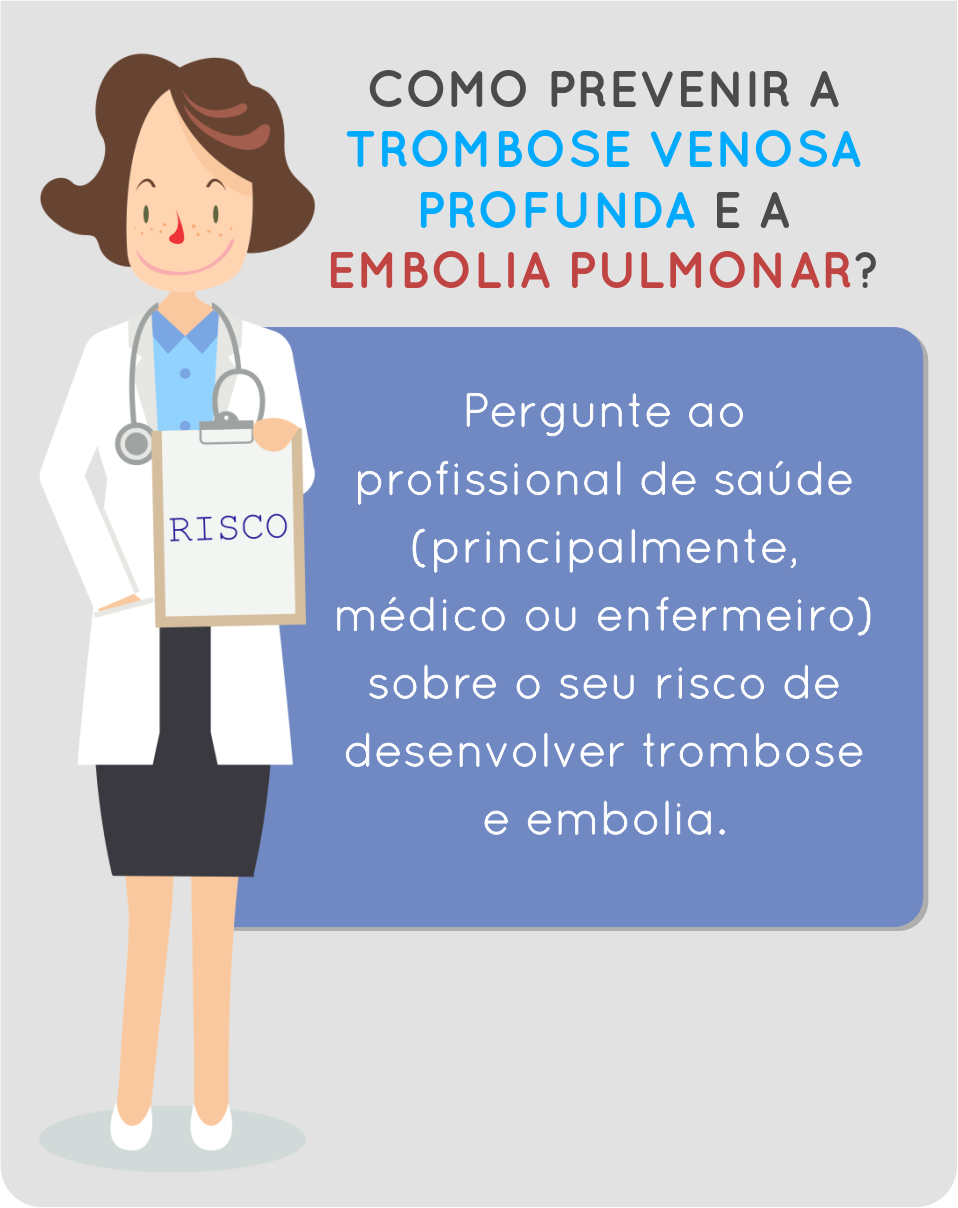 COMO PREVENIR A
TROMBOSE VENOSA
PROFUNDA E A
EMBOLIA PULMONAR?
Pergunte ao
profissional de saúde
(principalmente,
médico ou enfermeiro)
sobre o seu risco de
desenvolver trombose
e embolia.
RISCO